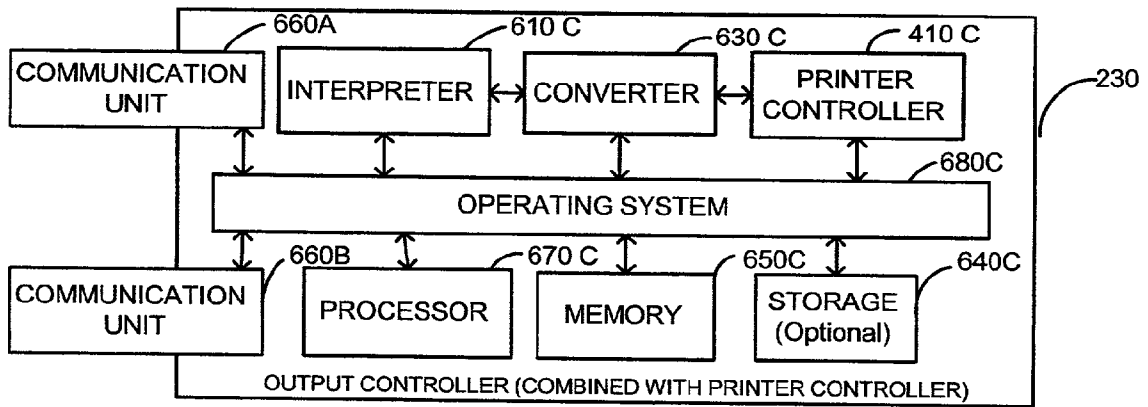 660A
610 C
630 C
410 C
COMMUNICATION
UNIT
INTERPRETER
CONVERTER
PRINTER
CONTROLLER
230
680C
OPERATING SYSTEM
660B
670 C
650C
640C
COMMUNICATION
UNIT
PROCESSOR
MEMORY
STORAGE
(Optional)
OUTPUT CONTROLLER (COMBINED WITH PRINTER CONTROLLER)